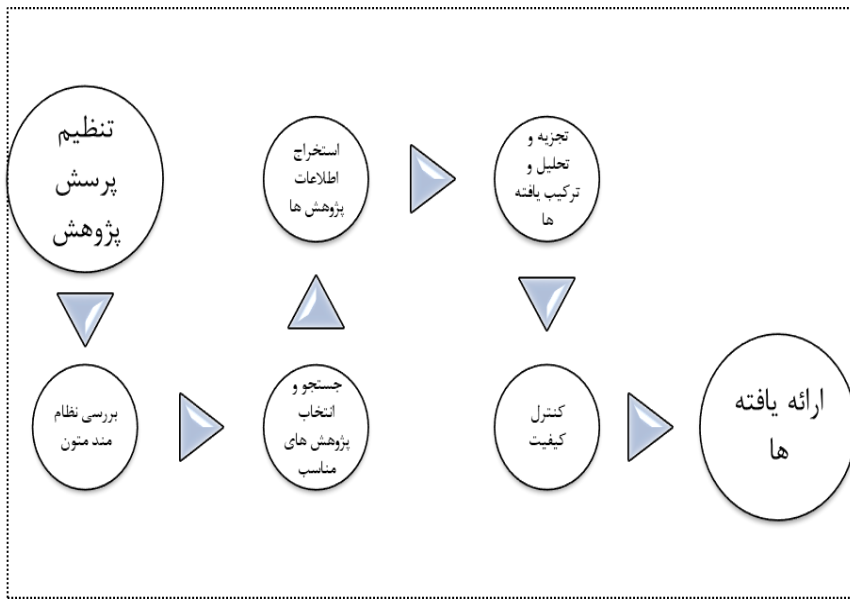 تنظیم
پرسش
پژوهش
بررسی نظام
مند متون
جستجو و
انتخاب
پژوهش های
مناسب
استخراج
اطلاعات
پژوهش ها
تجزیه و
تحلیل و
ترکیب یافته
ها
کنترل
کیفیت
ارائه یافته
ها